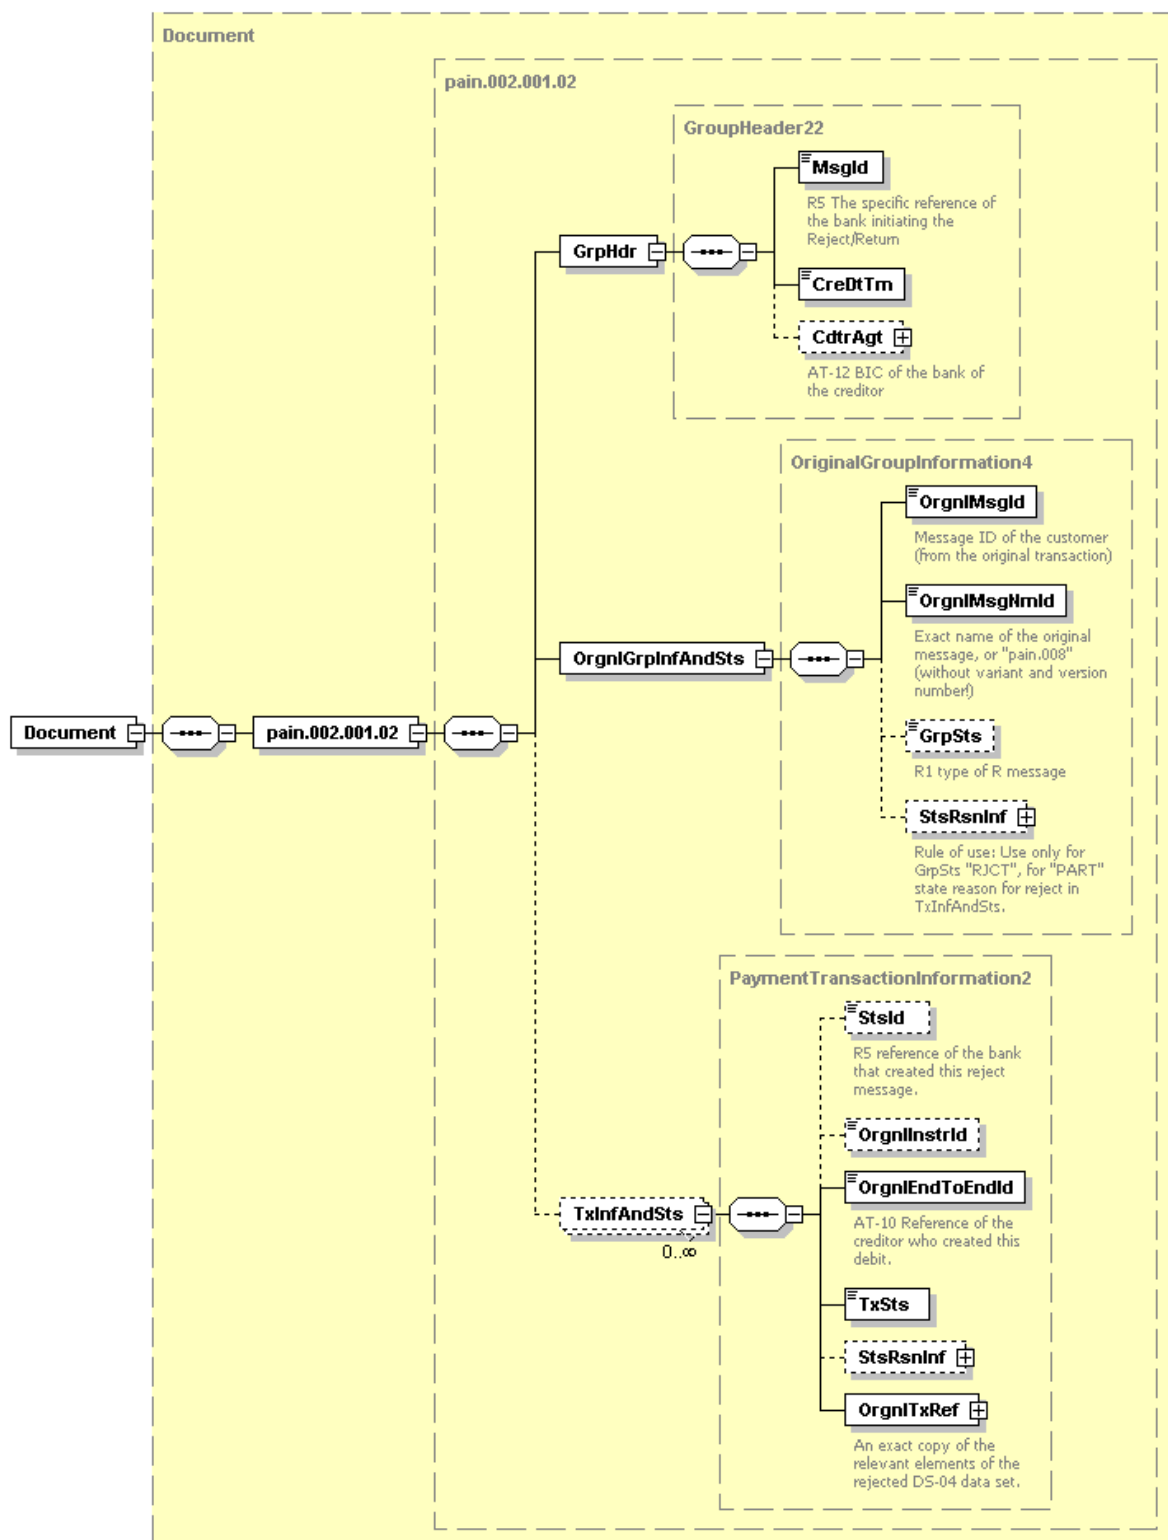 Document
pain.002.001.02
GroupHeader22
MsgId
R5 The specific reference of
the bank initiating the
Reject/Return
GrpHdr
CreDtTm
CdtrAgt
AT-12 BIC of the bank of
the creditor
OriginalGroupInformation4
OrgnlMsgId
Message ID of the customer
(from the original transaction)
OrgnlMsgNmId
Exact name of the original
message, or "pain.008"
(without variant and version
number!)
OrgnlGrpInfAndSts
GrpSts
R1 type of R message
StsRsnInf
Rule of use: Use only for
GrpSts "RJCT", for "PART"
state reason for reject in
TxInfAndSts.
Document
pain.002.001.02
PaymentTransactionInformation2
StsId
R5 reference of the bank
that created this reject
message.
OrgnlInstrId
OrgnlEndToEndId
AT-10 Reference of the
creditor who created this
debit.
TxInfAndSts
0..∞
TxSts
StsRsnInf
OrgnlTxRef
An exact copy of the
relevant elements of the
rejected DS-04 data set.